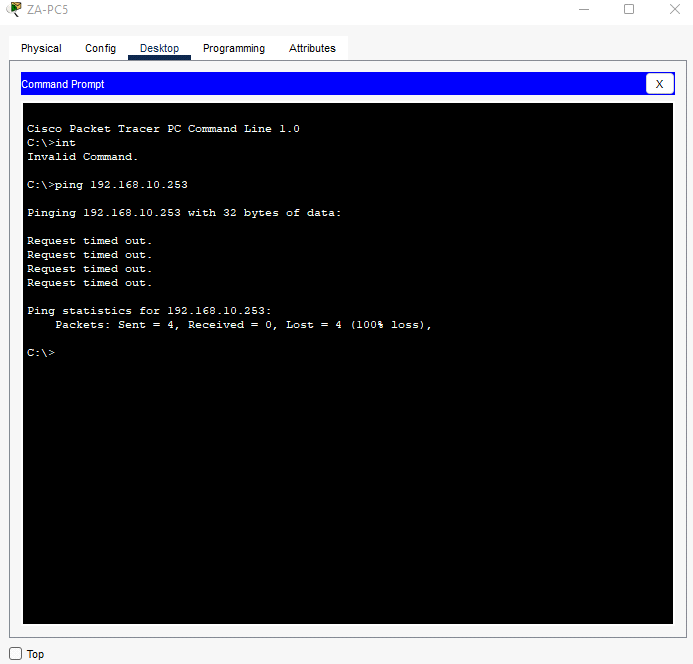 ZA-PC5
Physical Config Desktop Programming Attributes
Command Prompt X
Cisco Packet Tracer PC Command Line 1.0
C:\>int
Invalid Command.
C:\>ping 192.168.10.253
Pinging 192.168.10.253 with 32 bytes of data:
Request timed out.
Request timed out.
Request timed out.
Request timed out.
Ping statistics for 192.168.10.253:
Packets: Sent = 4, Received = 0, Lost = 4 (100% loss),
C:\>
Top